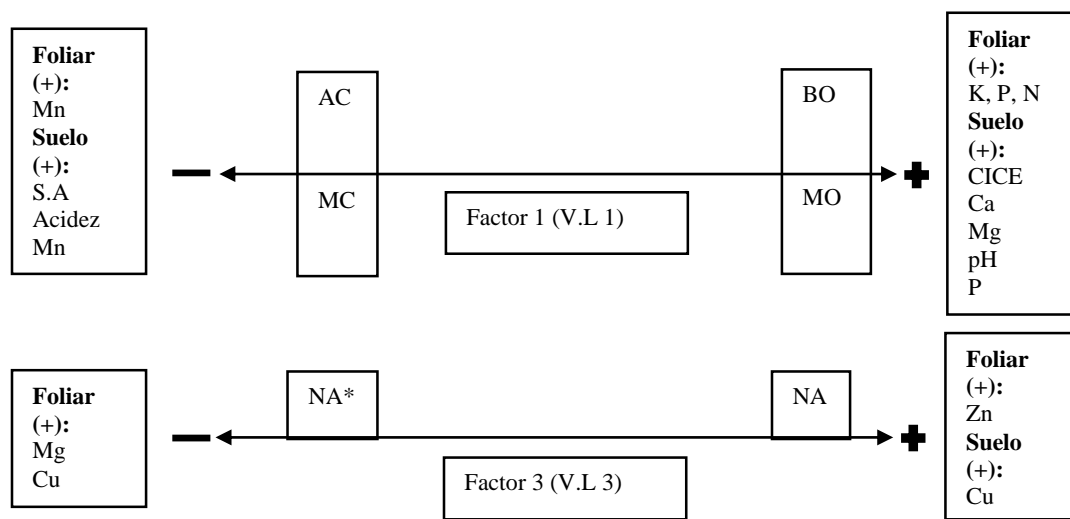 Foliar
(+):
Mn
Suelo
(+):
S.A
Acidez
Mn
AC
MC
Factor 1 (V.L 1)
BO
MO
Foliar
(+):
K, P, N
Suelo
(+):
CICE
Ca
Mg
pH
P
Foliar
(+):
Mg
Cu
NA*
Factor 3 (V.L 3)
NA
Foliar
(+):
Zn
Suelo
(+):
Cu